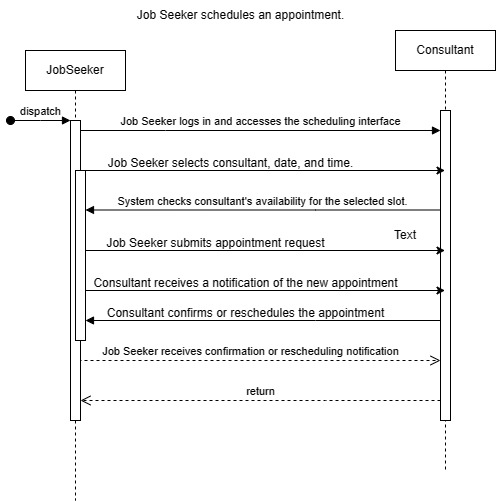 Job Seeker schedules an appointment.
Consultant
JobSeeker
dispatch
Job Seeker logs in and accesses the scheduling interface
Job Seeker selects consultant, date, and time.
System checks consultant's availability for the selected slot.
Text
Job Seeker submits appointment request
Consultant receives a notification of the new appointment
Consultant confirms or reschedules the appointment
Job Seeker receives confirmation or rescheduling notification
return